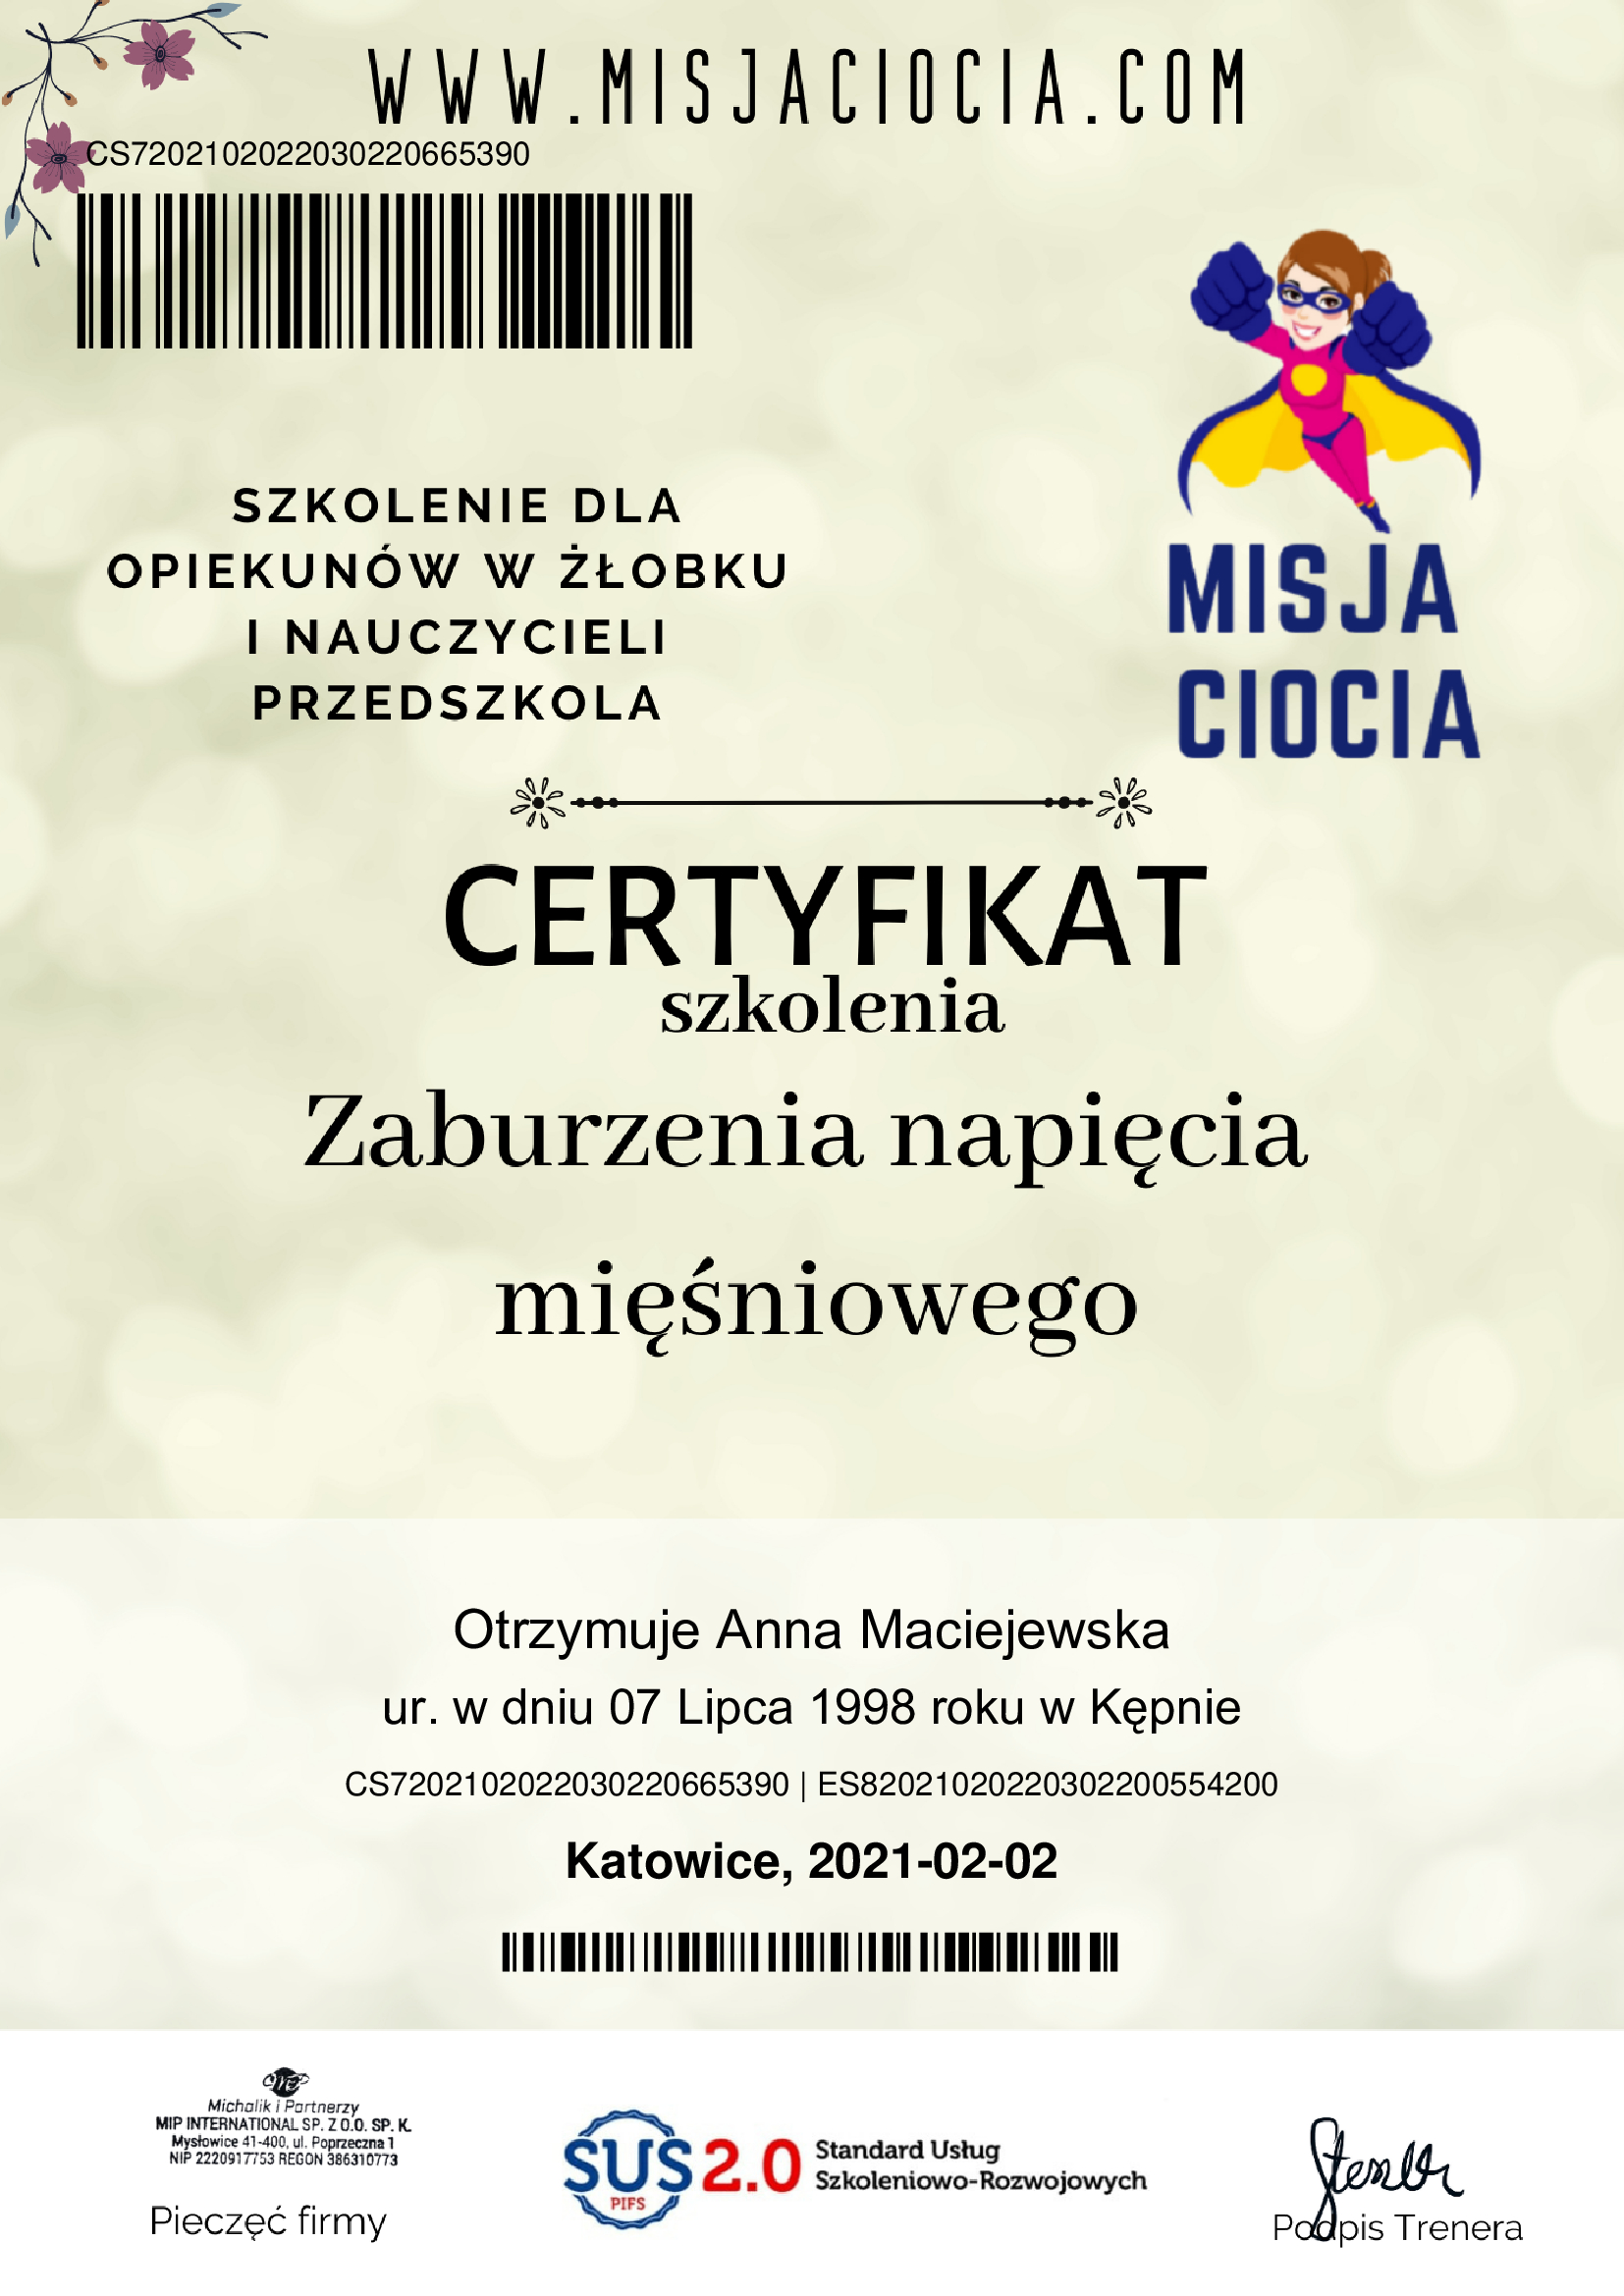 WWW.MISJACIOCIA.COM
CS7202102022030220665390
SZKOLENIE DLA
OPIEKUNÓW W ŻŁOBKU
I NAUCZYCIELI
PRZEDSZKOLA
MISJA
CIOCIA
CERTYFIKAT
szkolenia
Zaburzenia napięcia
mięśniowego
Otrzymuje Anna Maciejewska
ur. w dniu 07 Lipca 1998 roku w Kępnie
CS7202102022030220665390 | ES82021020220302200554200
Katowice, 2021-02-02
Michalik i Partnerzy
MIP INTERNATIONAL SP. Z O.O. SP. K.
Mysłowice 41-400, ul. Poprzeczna 1
NIP 2220917753 REGON 386310773
Pieczęć firmy
SUS 2.0
PIFS
Standard Usług
Szkoleniowo-Rozwojowych
Podpis Trenera